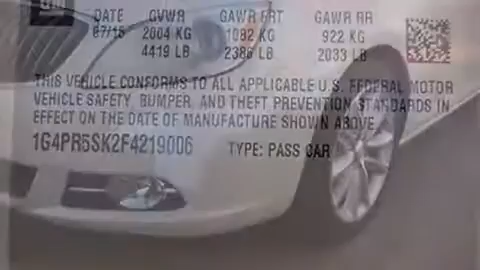 GM
DATE GVWR GAWR FRT GAWR RR
07/15 2004 KG 1082 KG 922 KG
4419 LB 2386 LB 2033 LB
THIS VEHICLE CONFORMS TO ALL APPLICABLE U.S. FEDERAL MOTOR
VEHICLE SAFETY, BUMPER, AND THEFT PREVENTION STANDARDS IN
EFFECT ON THE DATE OF MANUFACTURE SHOWN ABOVE.
1G4PR5SK2F4219006 TYPE: PASS CAR